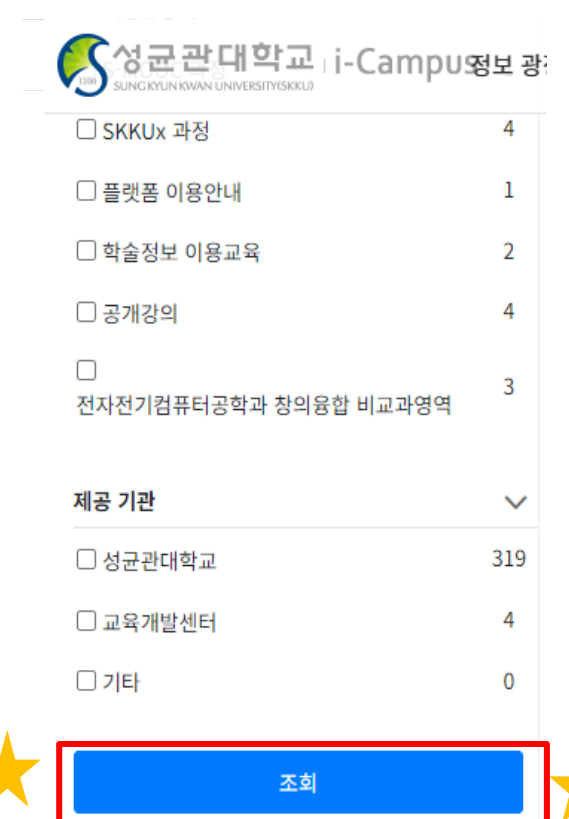 성균관대학교 i-Campus 정보 광
SUNG KYUN KWAN UNIVERSITY(SKKU)
1398
SKKUx 과정 4
플랫폼 이용안내 1
학술정보 이용교육 2
공개강의 4
전자전기컴퓨터공학과 창의융합 비교과영역 3
제공 기관
성균관대학교 319
교육개발센터 4
기타 0
조회